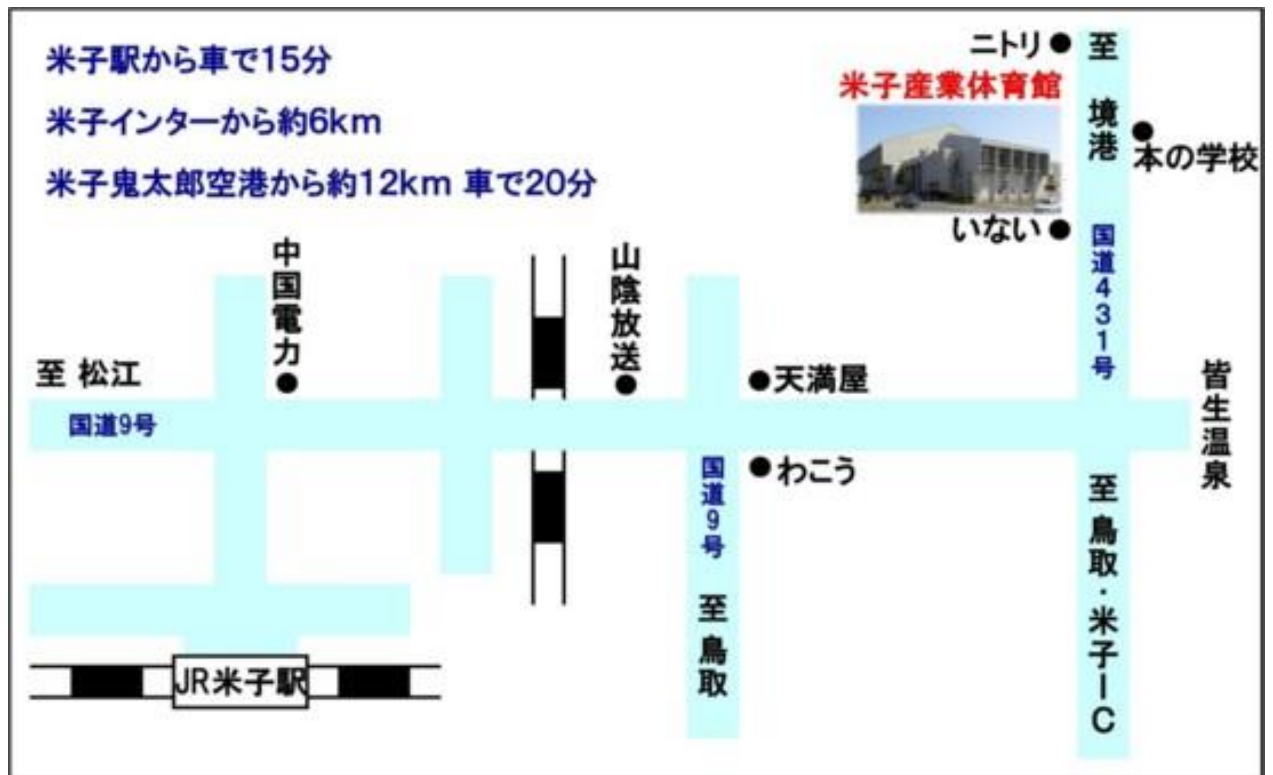 米子駅から車で15分
米子インターから約6km
米子鬼太郎空港から約12km 車で20分
ニトリ
米子産業体育館
いない
至 境港
本の学校
国道431号
中国電力
山陰放送
至 松江
国道9号
天満屋
わこう
皆生温泉
国道9号
至 鳥取
至 鳥取・米子IC
JR米子駅